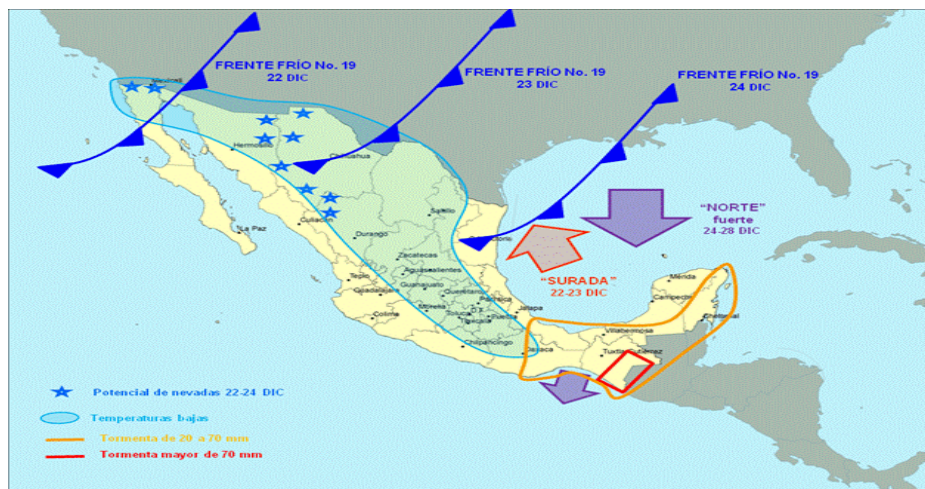 FRENTE FRÍO No. 19
22 DIC
FRENTE FRÍO No. 19
23 DIC
FRENTE FRÍO No. 19
24 DIC
Mexicali
Hermosillo
Chihuahua
"NORTE"
fuerte
24-28 DIC
"SURADA"
22-23 DIC
La Paz
Culiacán
Saltillo
Durango
Zacatecas
Aguascalientes
Tepic
Guanajuato
Guadalajara
Querétaro
Pachuca
Colima
Morelia
Toluca
D.F.
Tlaxcala
Puebla
Jalapa
Chilpancingo
Oaxaca
Villahermosa
Tuxtla Gutiérrez
Mérida
Campeche
Chetumal
Potencial de nevadas 22-24 DIC
Temperaturas bajas
Tormenta de 20 a 70 mm
Tormenta mayor de 70 mm